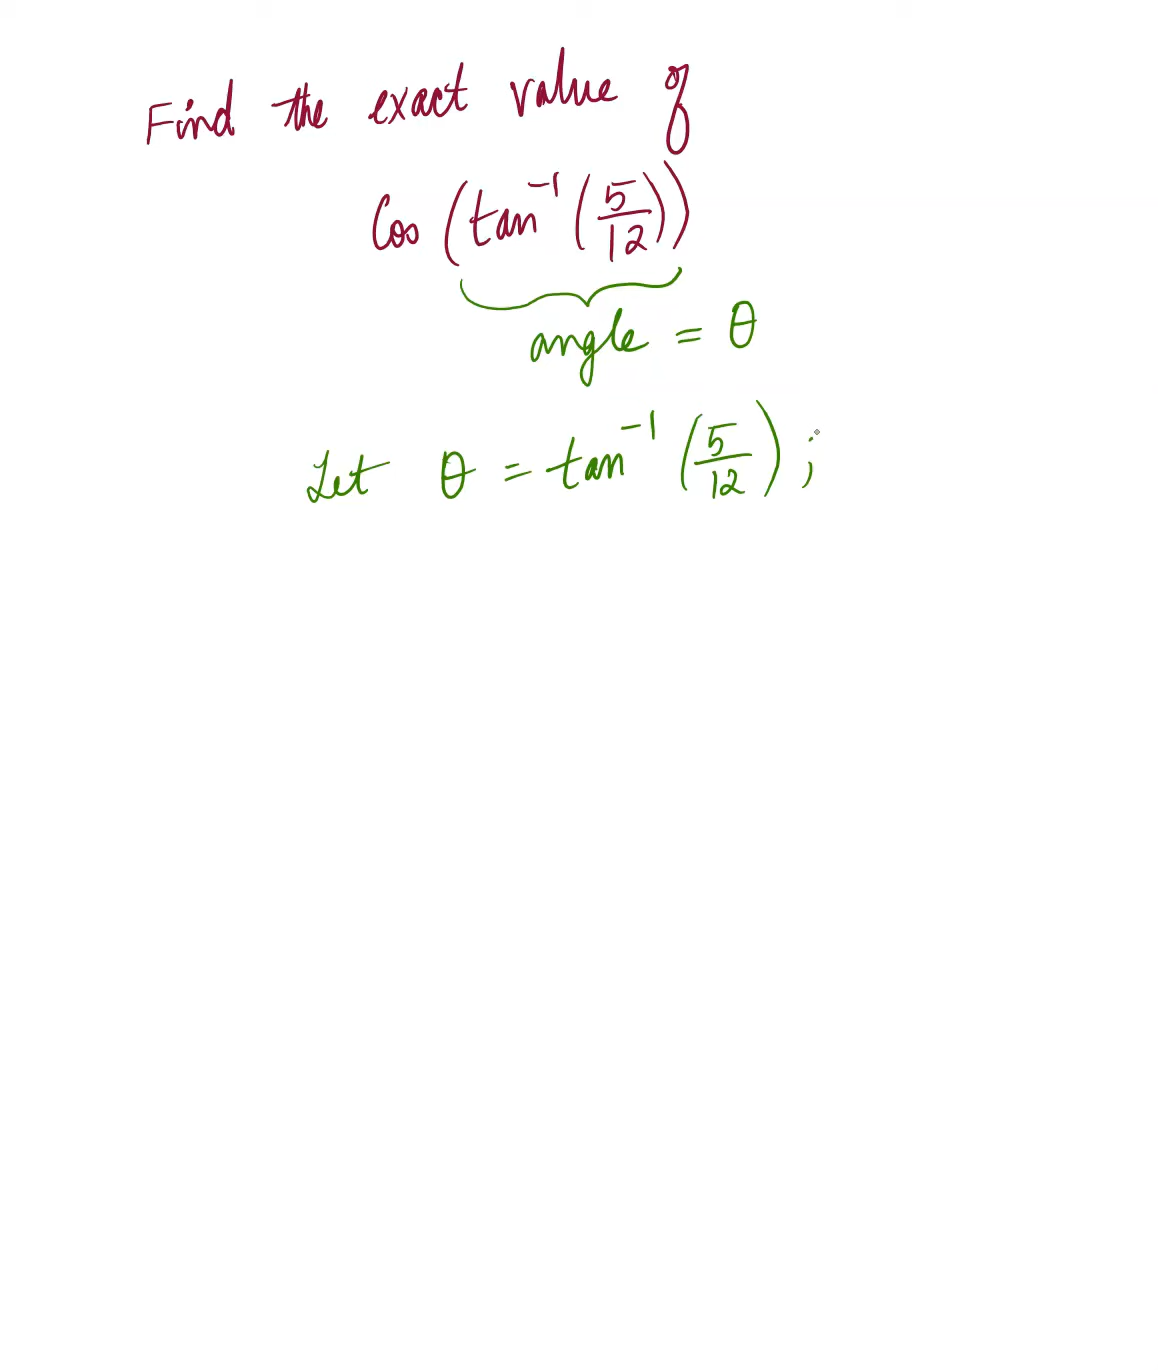 Find the exact value of
Cos (tan⁻¹(5/12))
angle = θ
Let θ = tan⁻¹(5/12) ;